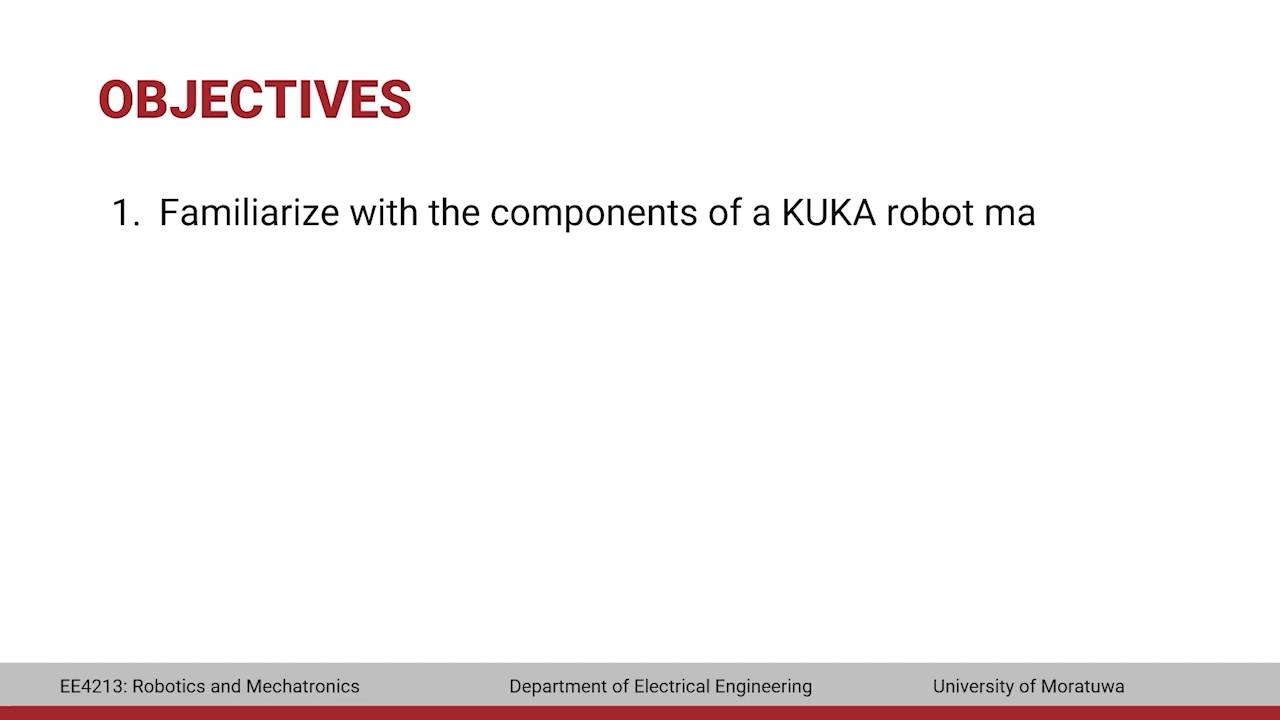 OBJECTIVES
1. Familiarize with the components of a KUKA robot ma
EE4213: Robotics and Mechatronics
Department of Electrical Engineering
University of Moratuwa